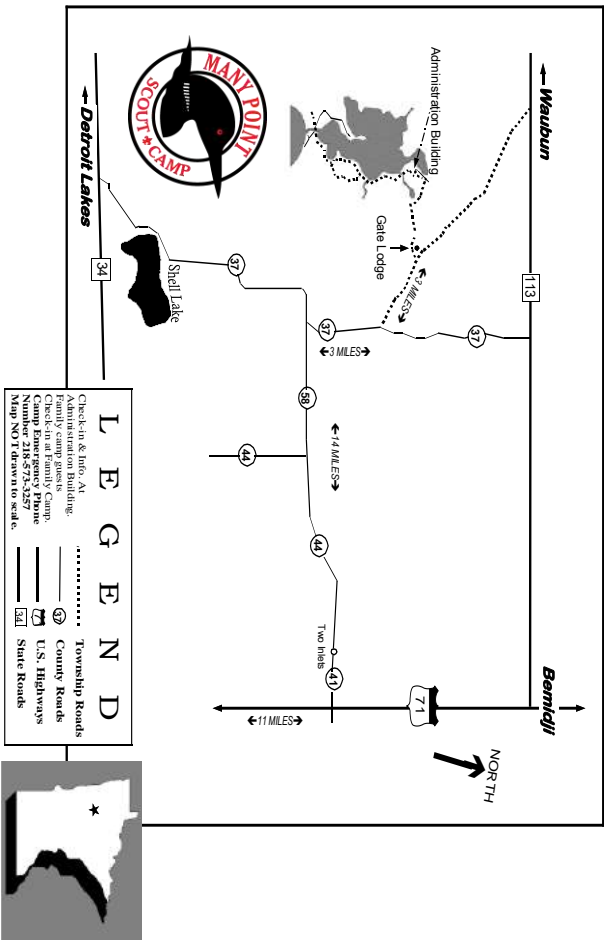 Waubun
113
Bemidji
Administration Building
Gate Lodge
3 MILES
37
71
NORTH
37
3 MILES
14 MILES
41
Two Inlets
44
58
37
44
11 MILES
MANY POINT
SCOUT CAMP
Shell Lake
34
Detroit Lakes
LEGEND
Check-in & Info. At
Administration Building.
Family camp guests
Check-in at Family Camp.
Camp Emergency Phone
Number 218-573-3257
Map NOT drawn to scale.
Township Roads
37 County Roads
71 U.S. Highways
34 State Roads